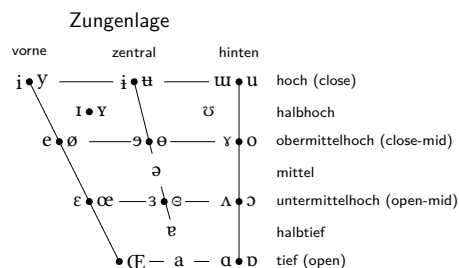 Zungenlage
vorne zentral hinten
i y ɨ ʉ ɯ u hoch (close)
ɪ ʏ ʊ halbhoch
e ø ɘ ɵ ɤ o obermittelhoch (close-mid)
ə mittel
ɛ œ ɜ ɞ ʌ ɔ untermittelhoch (open-mid)
ɐ halbtief
Œ a ɑ ɒ tief (open)